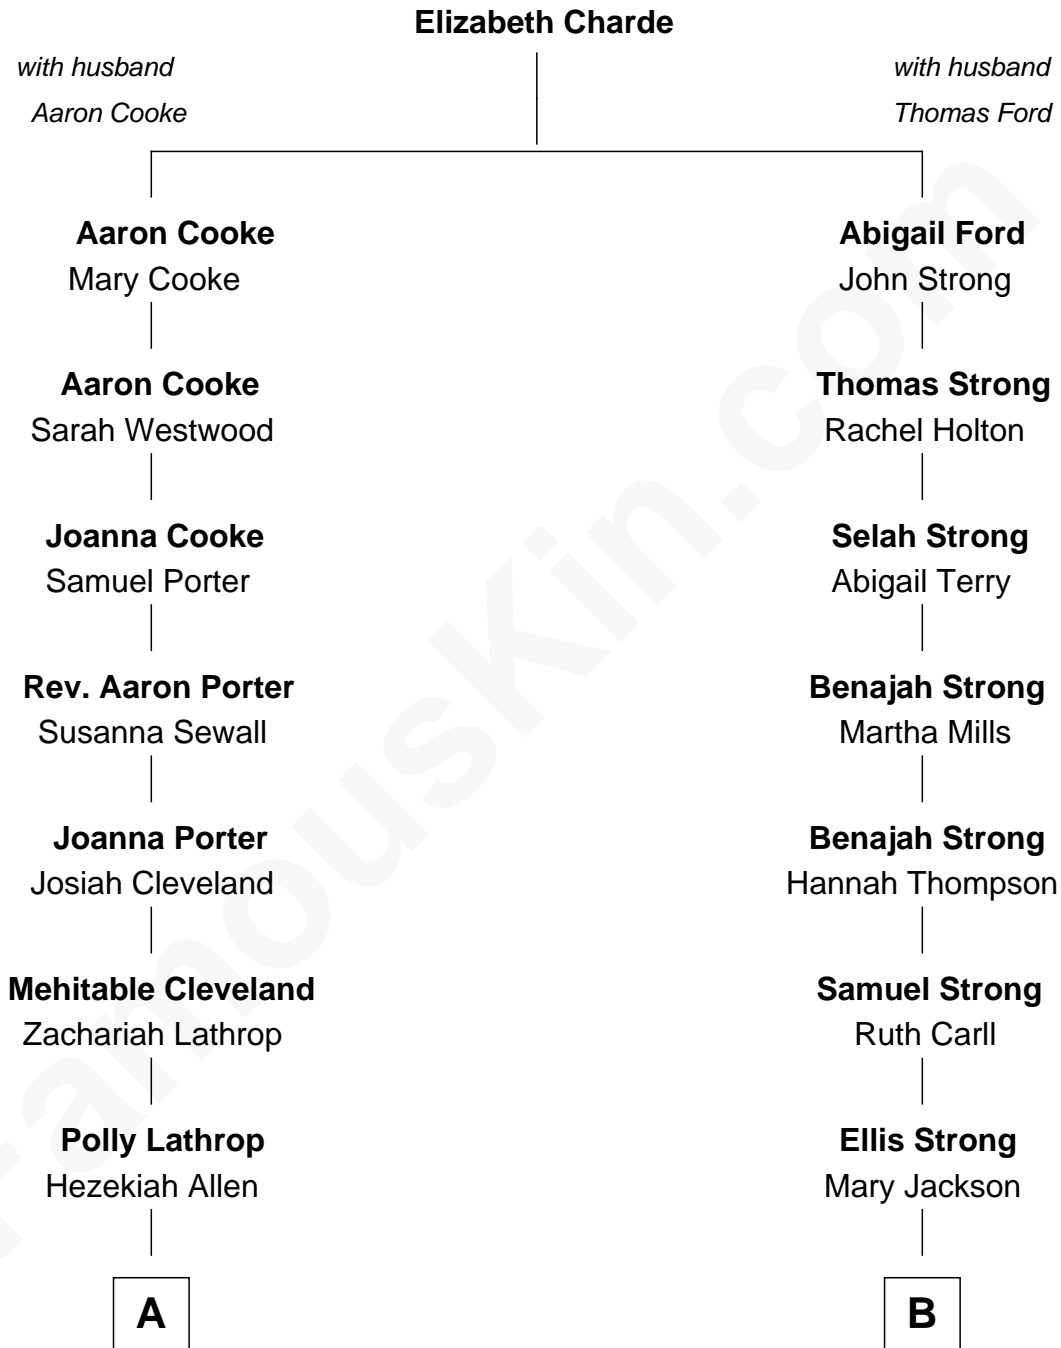 Elizabeth Charde
with husband
Aaron Cooke
with husband
Thomas Ford
Aaron Cooke
Mary Cooke
Abigail Ford
John Strong
Aaron Cooke
Sarah Westwood
Thomas Strong
Rachel Holton
Joanna Cooke
Samuel Porter
Selah Strong
Abigail Terry
Rev. Aaron Porter
Susanna Sewall
Benajah Strong
Martha Mills
Joanna Porter
Josiah Cleveland
Benajah Strong
Hannah Thompson
Mehitable Cleveland
Zachariah Lathrop
Samuel Strong
Ruth Carll
Polly Lathrop
Hezekiah Allen
Ellis Strong
Mary Jackson
A
B
FamousKin.com